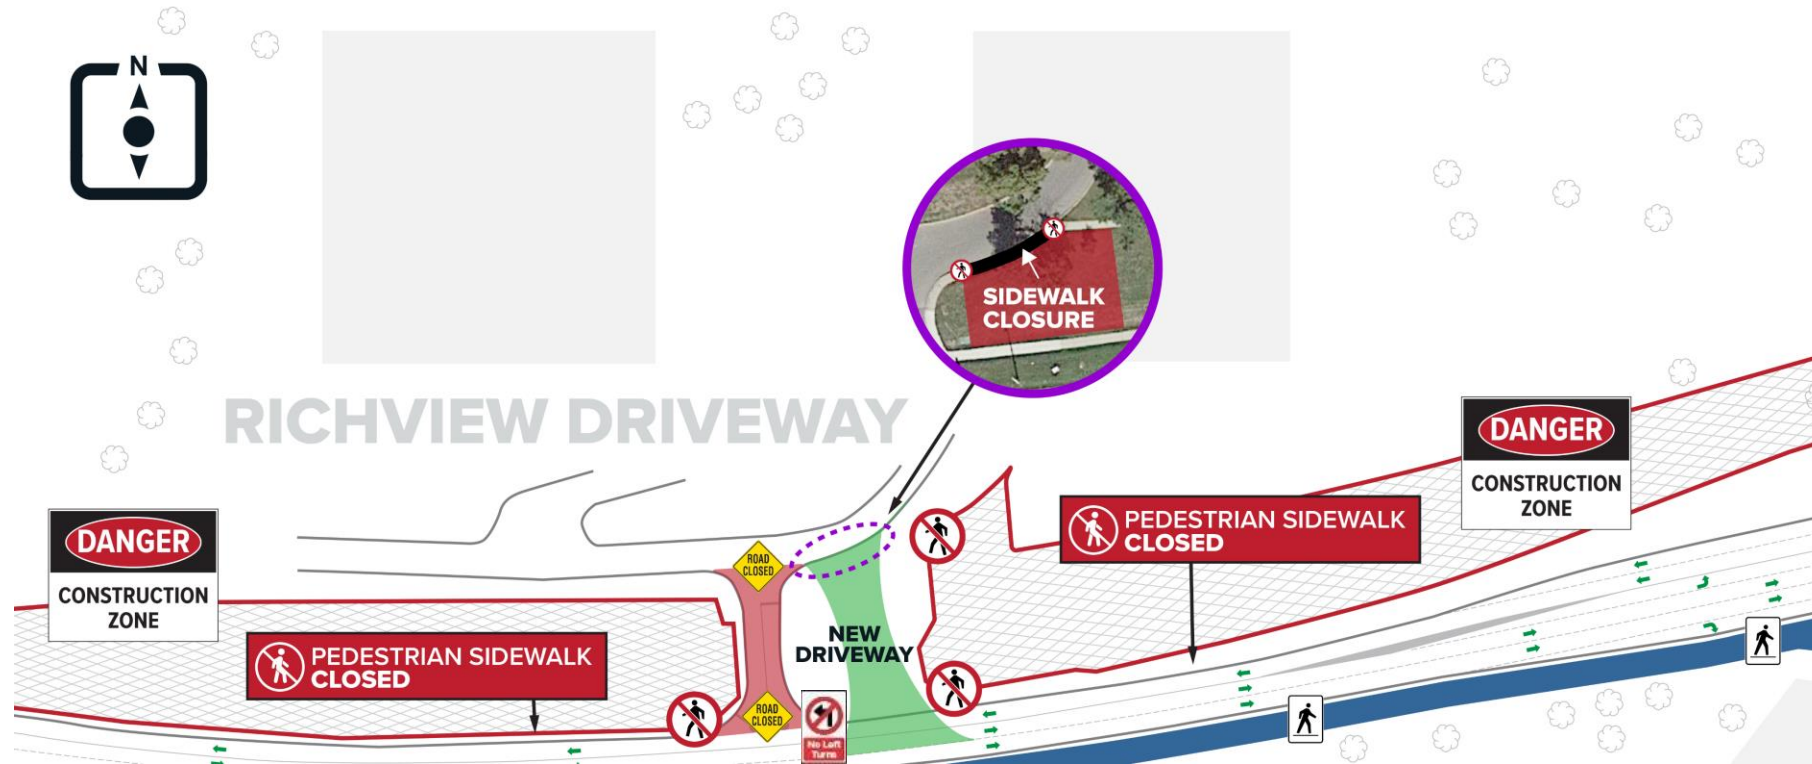 N
SIDEWALK
CLOSURE
RICHVIEW DRIVEWAY
DANGER
CONSTRUCTION
ZONE
DANGER
CONSTRUCTION
ZONE
PEDESTRIAN SIDEWALK
CLOSED
ROAD
CLOSED
NEW
DRIVEWAY
PEDESTRIAN SIDEWALK
CLOSED
ROAD
CLOSED
No Left
Turns